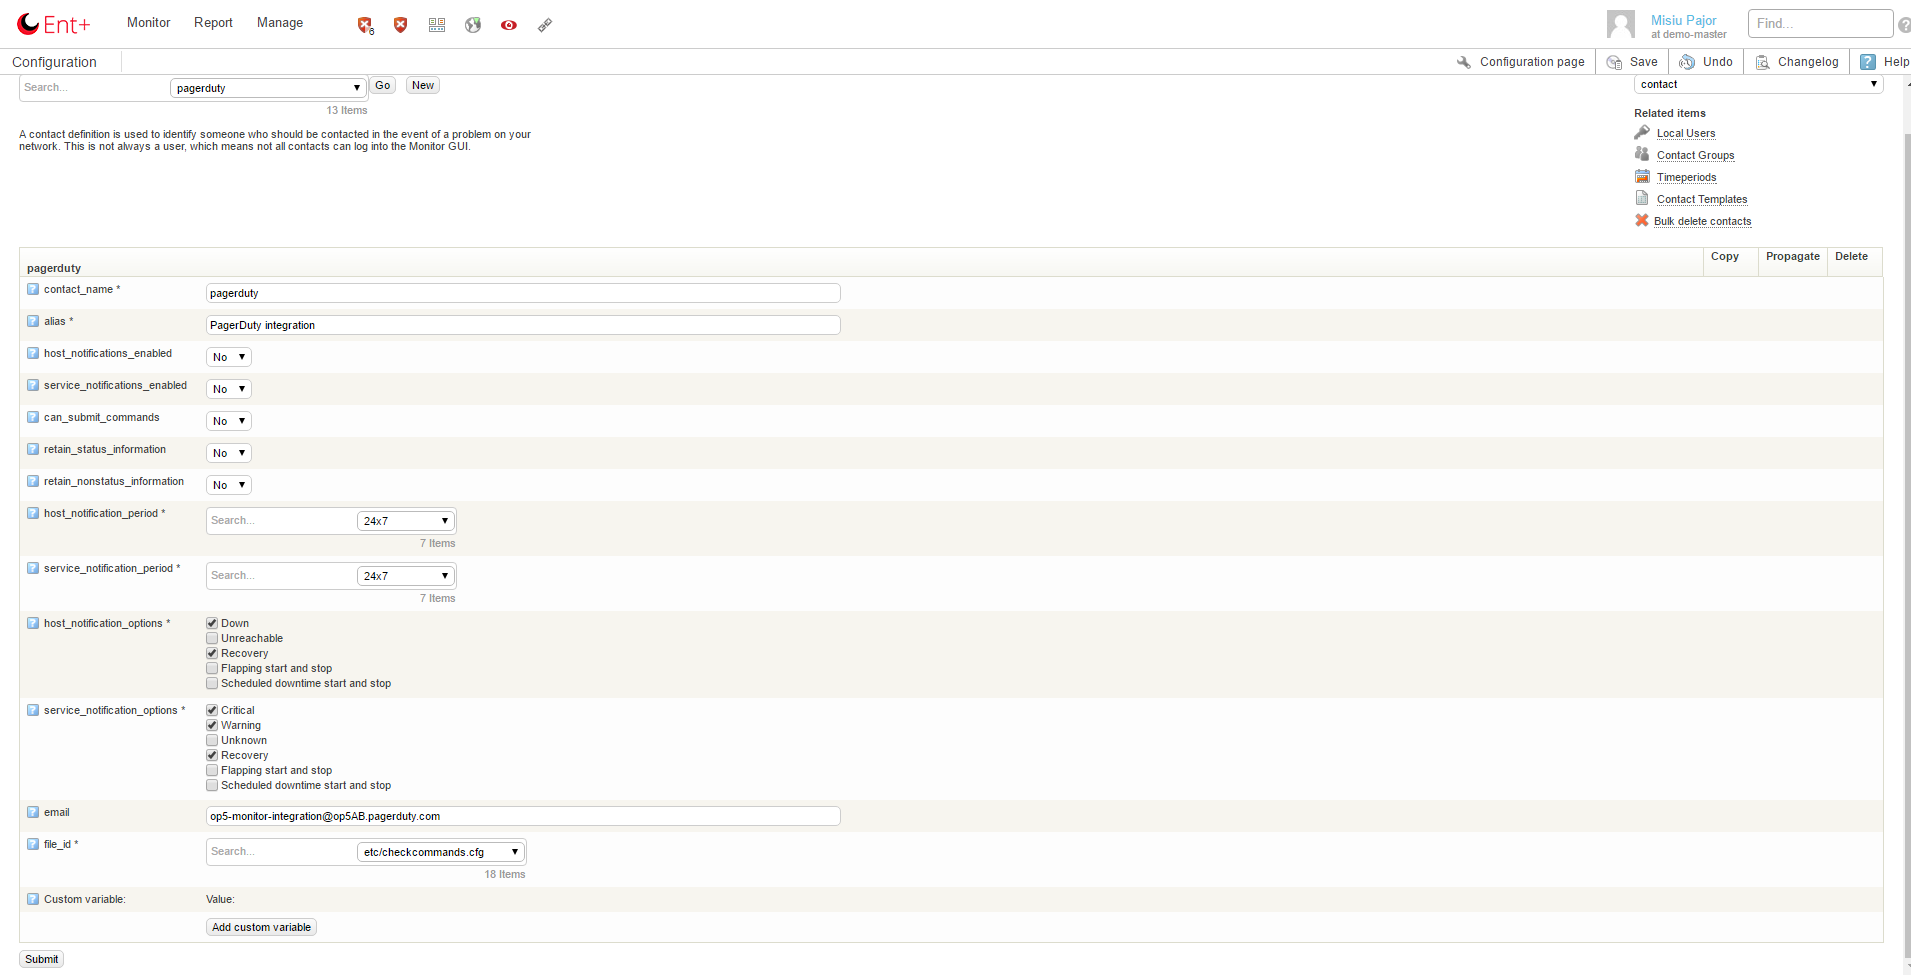 Ent+
Monitor
Report
Manage
6
Misiu Pajor
at demo-master
Find...
?
Configuration
Configuration page
Save
Undo
Changelog
Help
Search...
pagerduty
Go
New
13 Items
contact
A contact definition is used to identify someone who should be contacted in the event of a problem on your
network. This is not always a user, which means not all contacts can log into the Monitor GUI.
Related items
Local Users
Contact Groups
Timeperiods
Contact Templates
Bulk delete contacts
pagerduty
Copy
Propagate
Delete
contact_name *
pagerduty
alias *
PagerDuty integration
host_notifications_enabled
No
service_notifications_enabled
No
can_submit_commands
No
retain_status_information
No
retain_nonstatus_information
No
host_notification_period *
Search...
24x7
7 Items
service_notification_period *
Search...
24x7
7 Items
host_notification_options *
Down
Unreachable
Recovery
Flapping start and stop
Scheduled downtime start and stop
service_notification_options *
Critical
Warning
Unknown
Recovery
Flapping start and stop
Scheduled downtime start and stop
email
op5-monitor-integration@op5AB.pagerduty.com
file_id *
Search...
etc/checkcommands.cfg
18 Items
Custom variable:
Value:
Add custom variable
Submit